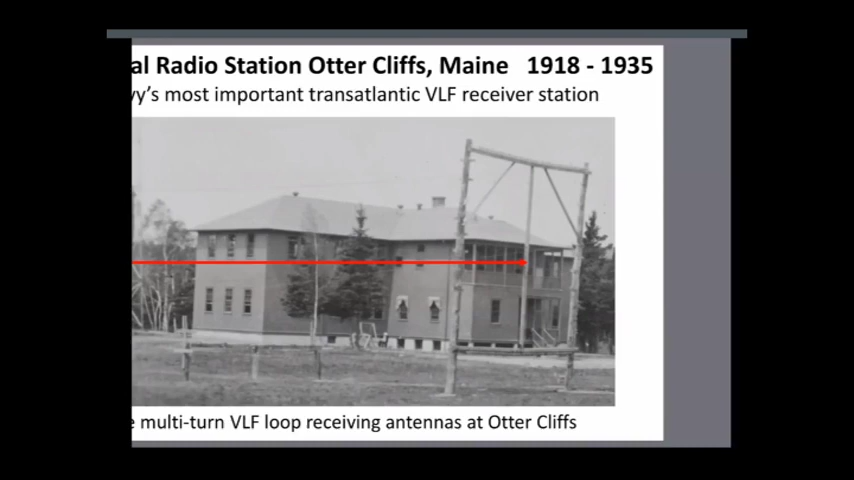 al Radio Station Otter Cliffs, Maine 1918 - 1935
vy's most important transatlantic VLF receiver station
e multi-turn VLF loop receiving antennas at Otter Cliffs